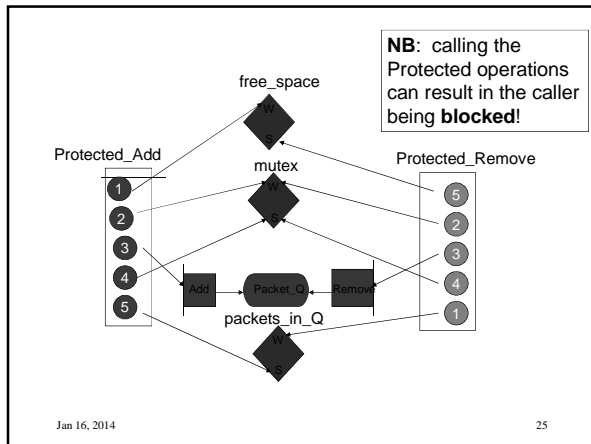 NB: calling the
Protected operations
can result in the caller
being blocked!
free_space
W
S
Protected_Add
mutex
Protected_Remove
W
S
1
2
3
4
5
5
2
3
4
1
Add
Packet_Q
Remove
packets_in_Q
W
S
Jan 16, 2014
25